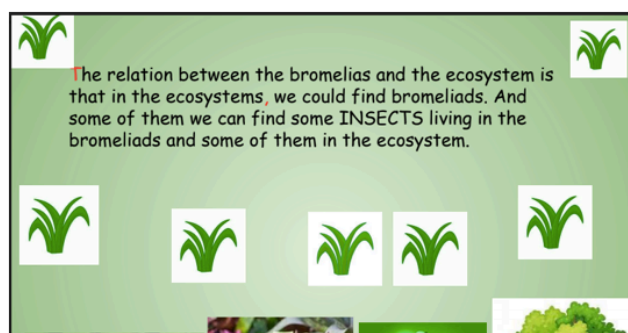 The relation between the bromelias and the ecosystem is
that in the ecosystems, we could find bromeliads. And
some of them we can find some INSECTS living in the
bromeliads and some of them in the ecosystem.